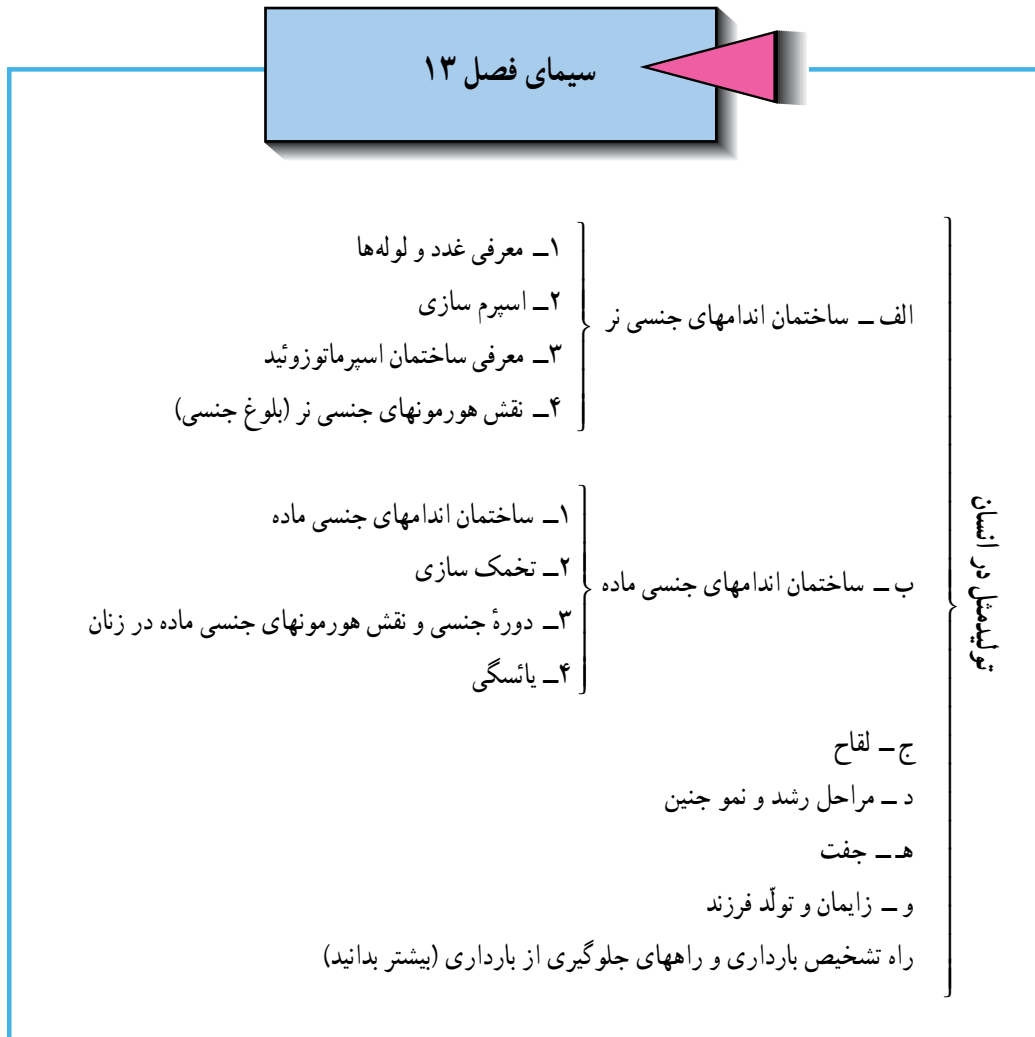 سیمای فصل ۱۳
تولیدمثل در انسان
الف ــ ساختمان اندامهای جنسی نر
۱ــ معرفی غدد و لوله‌ها
۲ــ اسپرم سازی
۳ــ معرفی ساختمان اسپرماتوزوئید
۴ــ نقش هورمونهای جنسی نر (بلوغ جنسی)
ب ــ ساختمان اندامهای جنسی ماده
۱ــ ساختمان اندامهای جنسی ماده
۲ــ تخمک سازی
۳ــ دورۀ جنسی و نقش هورمونهای جنسی ماده در زنان
۴ــ یائسگی
ج ــ لقاح
د ــ مراحل رشد و نمو جنین
هـ ــ جفت
و ــ زایمان و تولّد فرزند
راه تشخیص بارداری و راههای جلوگیری از بارداری (بیشتر بدانید)